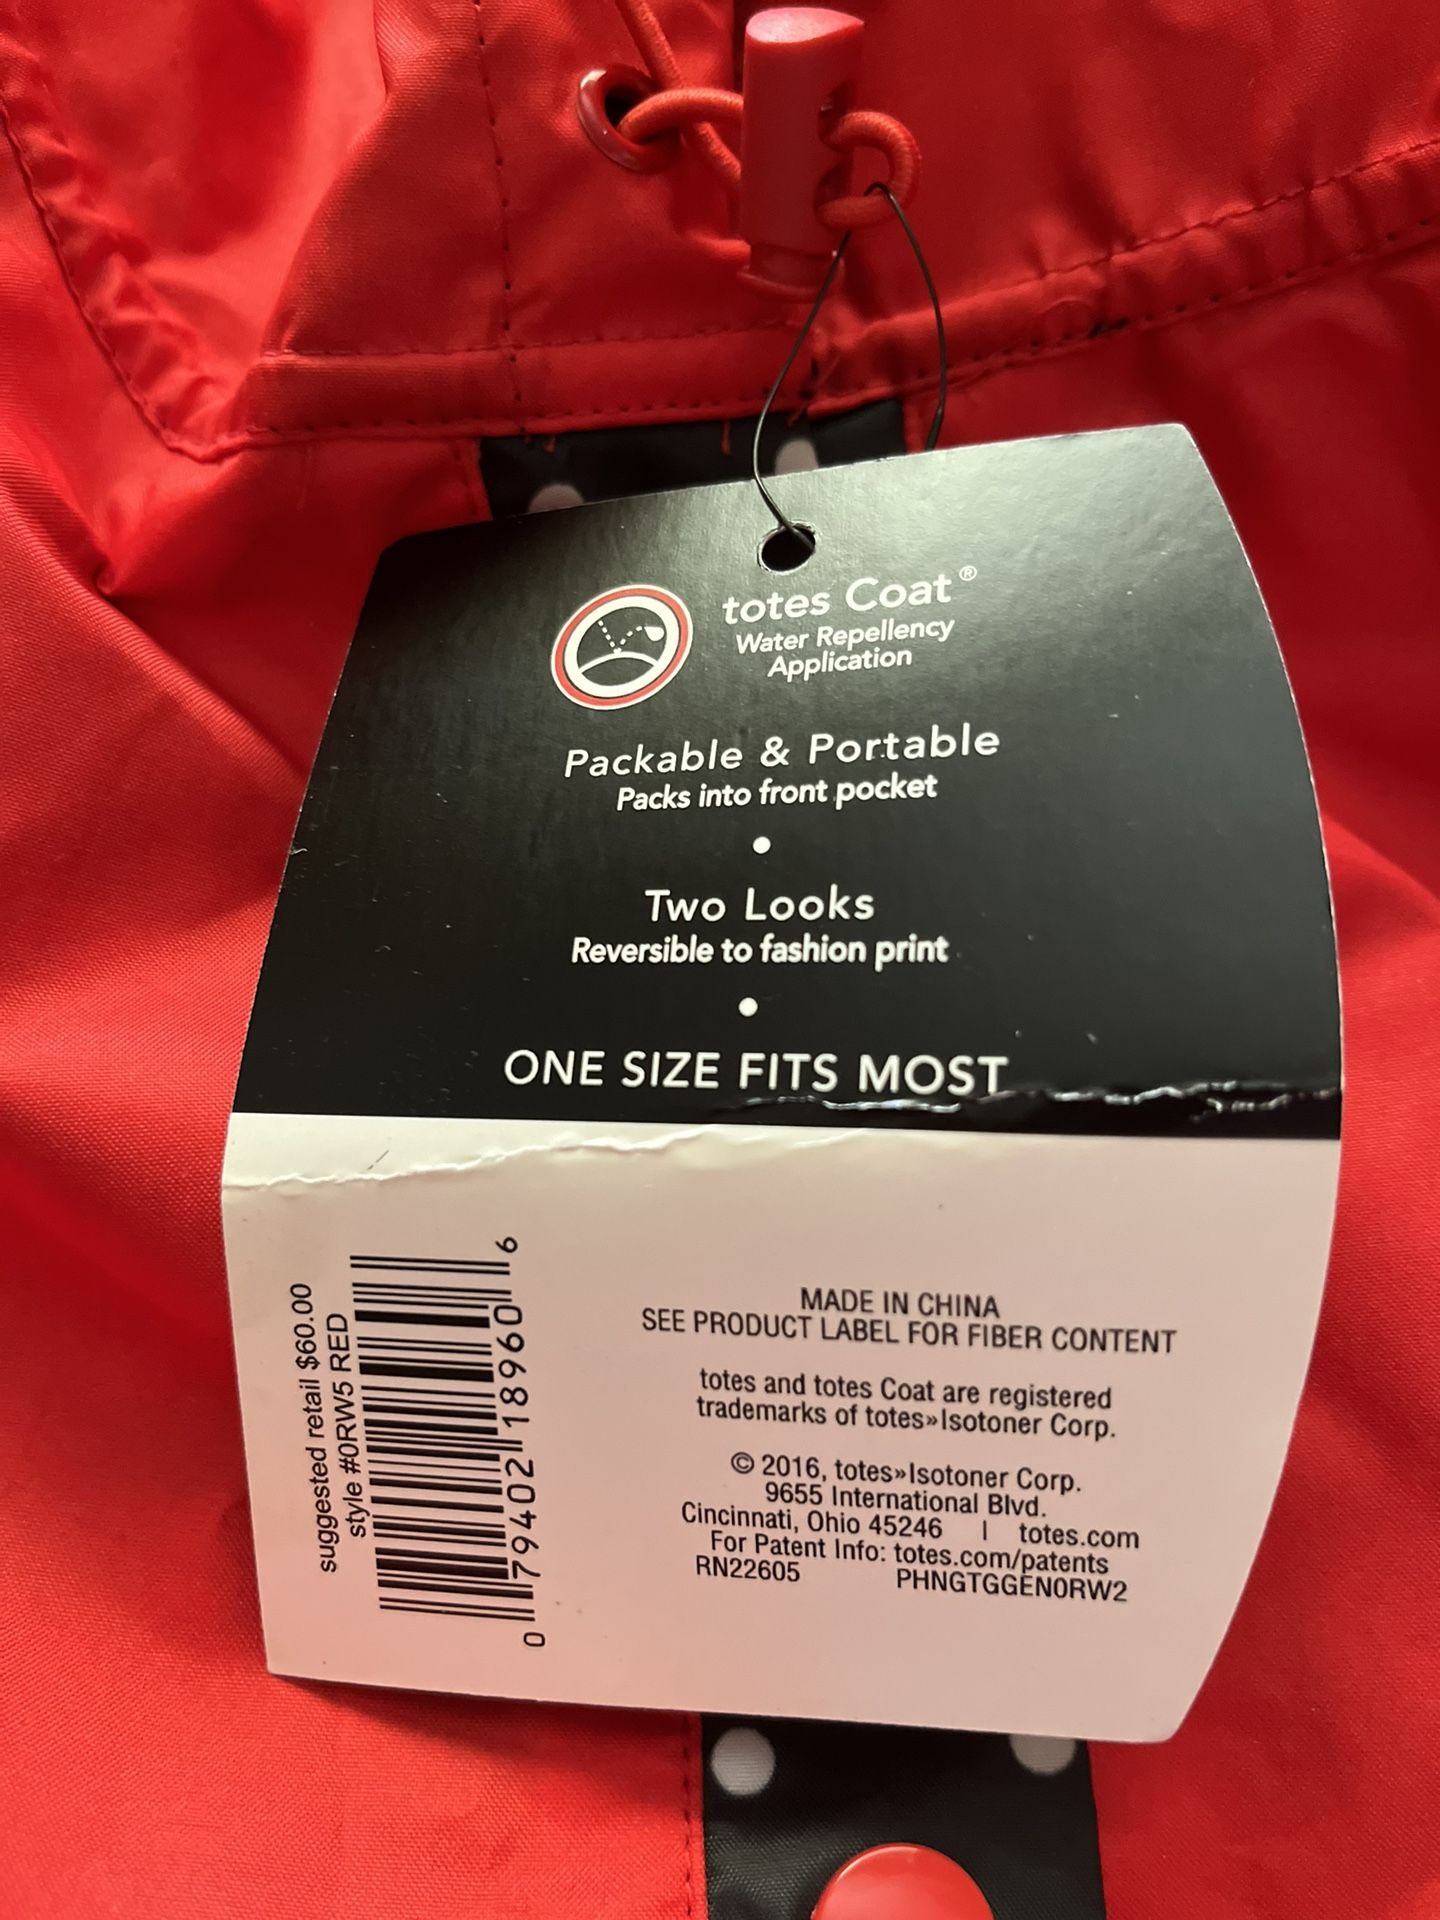 totes Coat®
Water Repellency
Application
Packable & Portable
Packs into front pocket
•
Two Looks
Reversible to fashion print
•
ONE SIZE FITS MOST
suggested retail $60.00
style #0RW5 RED
0 79402 18960 6
MADE IN CHINA
SEE PRODUCT LABEL FOR FIBER CONTENT
totes and totes Coat are registered
trademarks of totes»Isotoner Corp.
© 2016, totes»Isotoner Corp.
9655 International Blvd.
Cincinnati, Ohio 45246 | totes.com
For Patent Info: totes.com/patents
RN22605 PHNGTGGEN0RW2